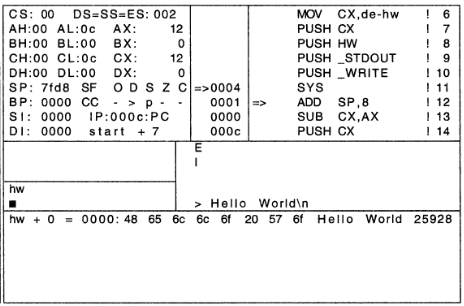 CS: 00 DS=SS=ES: 002
AH:00 AL:0c AX: 12
BH:00 BL:00 BX: 0
CH:00 CL:0c CX: 12
DH:00 DL:00 DX: 0
SP: 7fd8 SF O D S Z C =>0004
BP: 0000 CC - > p - - 0001
SI: 0000 IP:000c:PC 0000
DI: 0000 start + 7 000c
MOV CX,de-hw ! 6
PUSH CX ! 7
PUSH HW ! 8
PUSH _STDOUT ! 9
PUSH _WRITE ! 10
SYS ! 11
=> ADD SP,8 ! 12
SUB CX,AX ! 13
PUSH CX ! 14
E
I
hw
> Hello World\n
hw + 0 = 0000: 48 65 6c 6c 6f 20 57 6f Hello World 25928